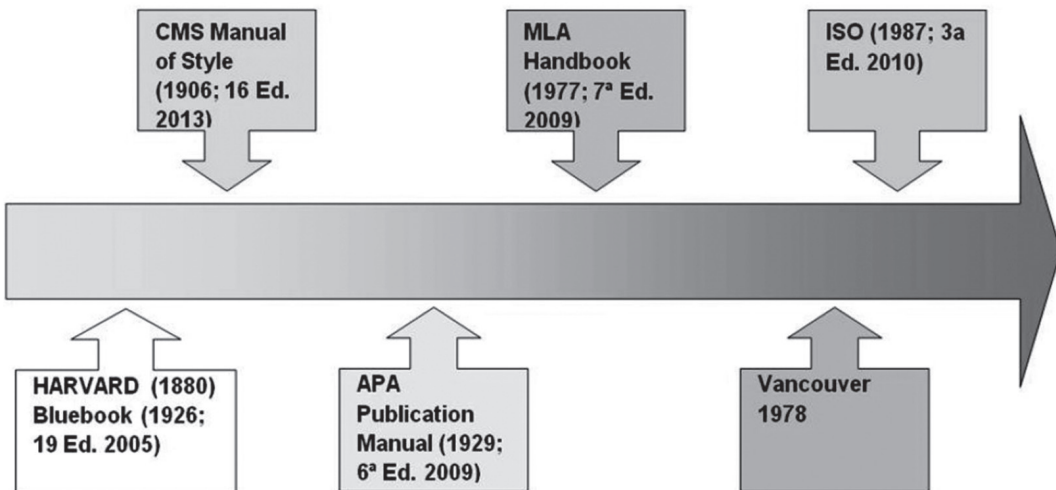 CMS Manual
of Style
(1906; 16 Ed.
2013)
MLA
Handbook
(1977; 7ª Ed.
2009)
ISO (1987; 3a
Ed. 2010)
HARVARD (1880)
Bluebook (1926;
19 Ed. 2005)
APA
Publication
Manual (1929;
6ª Ed. 2009)
Vancouver
1978